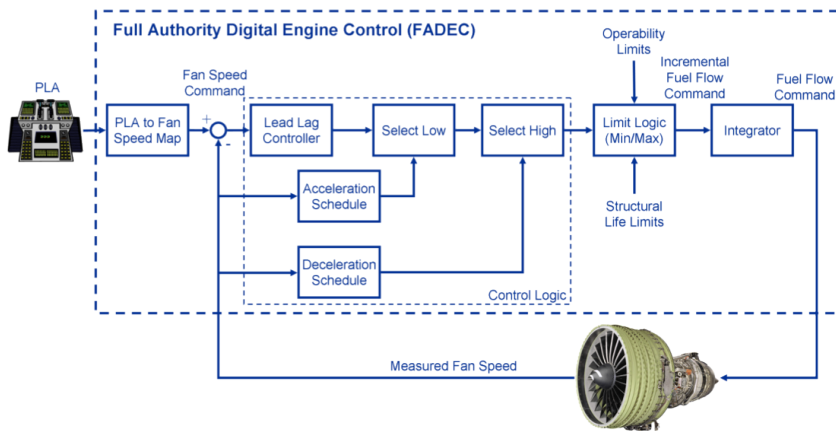 Full Authority Digital Engine Control (FADEC)
Operability
Limits
PLA
Fan Speed
Command
Incremental
Fuel Flow
Command
Fuel Flow
Command
PLA to Fan
Speed Map
+
-
Lead Lag
Controller
Select Low
Select High
Limit Logic
(Min/Max)
Integrator
Acceleration
Schedule
Structural
Life Limits
Deceleration
Schedule
Control Logic
Measured Fan Speed